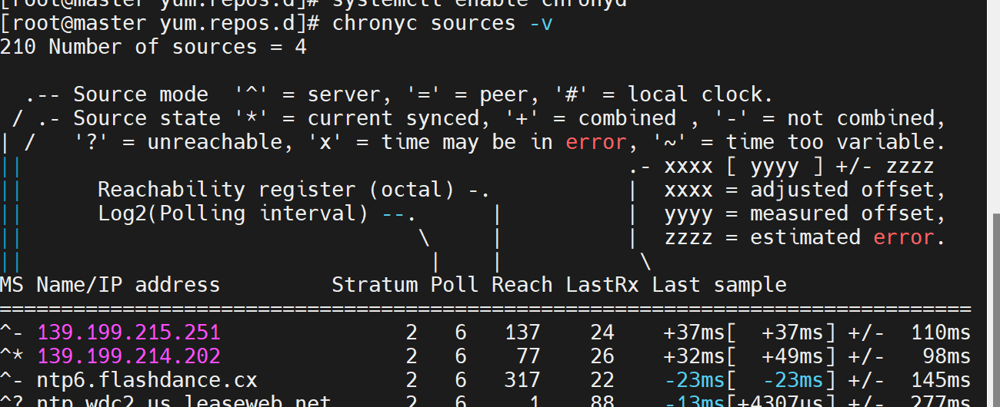 [root@master yum.repos.d]# systemctl enable chronyd
[root@master yum.repos.d]# chronyc sources -v
210 Number of sources = 4
  .-- Source mode  '^' = server, '=' = peer, '#' = local clock.
 / .- Source state '*' = current synced, '+' = combined , '-' = not combined,
| /   '?' = unreachable, 'x' = time may be in error, '~' = time too variable.
||                                                 .- xxxx [ yyyy ] +/- zzzz
||      Reachability register (octal) -.           |  xxxx = adjusted offset,
||      Log2(Polling interval) --.      |          |  yyyy = measured offset,
||                                \     |          |  zzzz = estimated error.
||                                 |    |           \
MS Name/IP address         Stratum Poll Reach LastRx Last sample
===============================================================================
^- 139.199.215.251               2   6   137    24    +37ms[  +37ms] +/-  110ms
^* 139.199.214.202               2   6    77    26    +32ms[  +49ms] +/-   98ms
^- ntp6.flashdance.cx            2   6   317    22    -23ms[  -23ms] +/-  145ms
^? ntp.wdc2.us.leaseweb.net      2   6     1    88    -13ms[+4307us] +/-  277ms